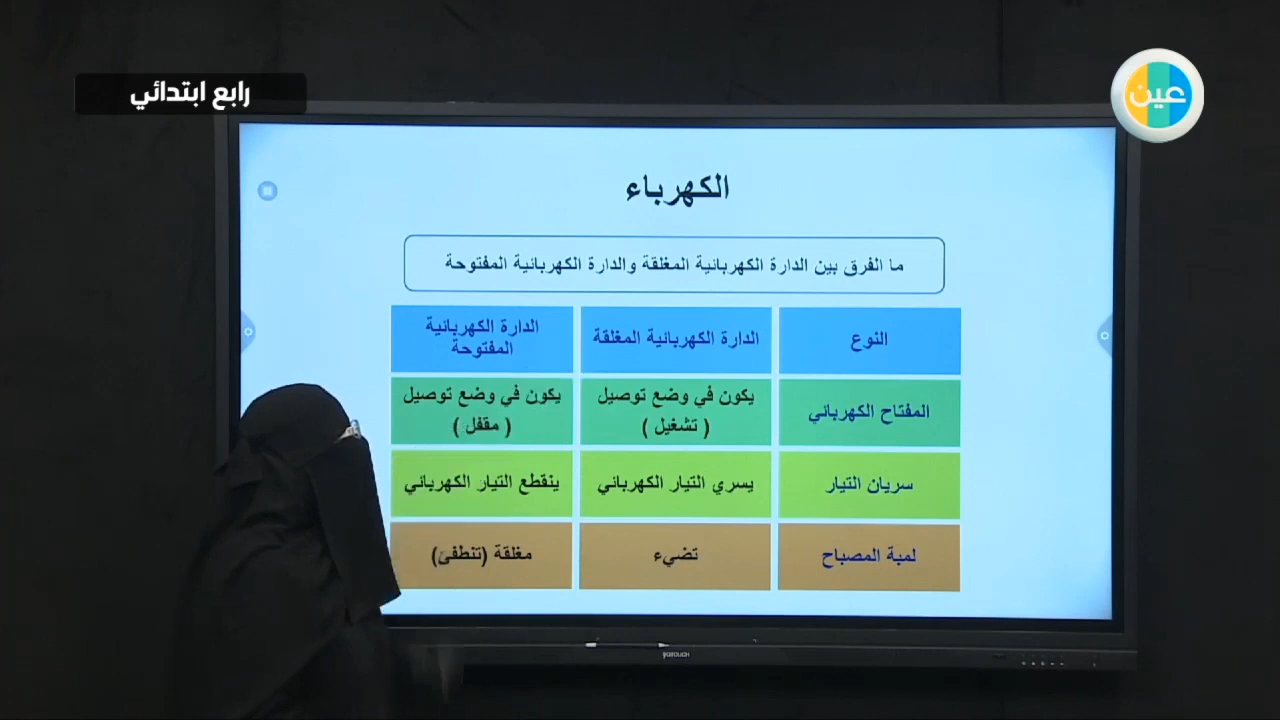 رابع ابتدائي
عين
الكهرباء
ما الفرق بين الدارة الكهربائية المغلقة والدارة الكهربائية المفتوحة
النوع
الدارة الكهربائية المغلقة
الدارة الكهربائية
المفتوحة
المفتاح الكهربائي
يكون في وضع توصيل
( تشغيل )
يكون في وضع توصيل
( مقفل )
سريان التيار
يسري التيار الكهربائي
ينقطع التيار الكهربائي
لمبة المصباح
تضيء
مغلقة (تنطفئ)